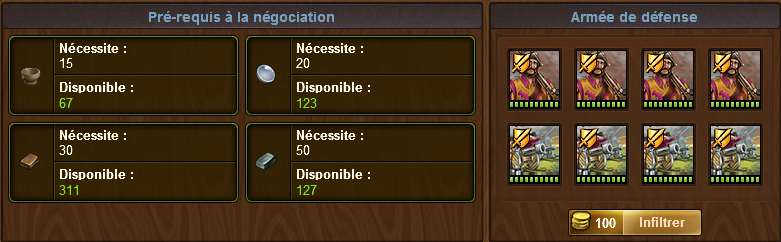 Pré-requis à la négociation
Nécessite :
15
Disponible :
67
Nécessite :
20
Disponible :
123
Nécessite :
30
Disponible :
311
Nécessite :
50
Disponible :
127
Armée de défense
100 Infiltrer